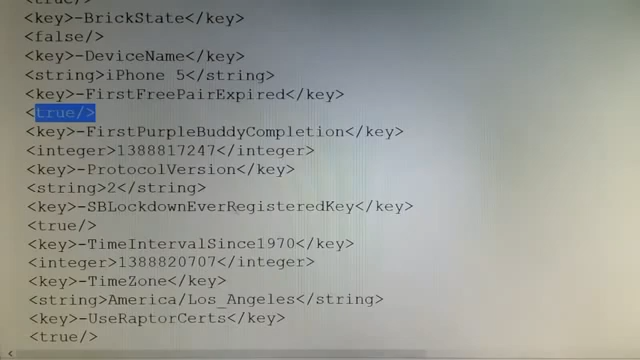 <true/>
<key>-BrickState</key>
<false/>
<key>-DeviceName</key>
<string>iPhone 5</string>
<key>-FirstFreePairExpired</key>
<true/>
<key>-FirstPurpleBuddyCompletion</key>
<integer>1388817247</integer>
<key>-ProtocolVersion</key>
<string>2</string>
<key>-SBLockdownEverRegisteredKey</key>
<true/>
<key>-TimeIntervalSince1970</key>
<integer>1388820707</integer>
<key>-TimeZone</key>
<string>America/Los_Angeles</string>
<key>-UseRaptorCerts</key>
<true/>